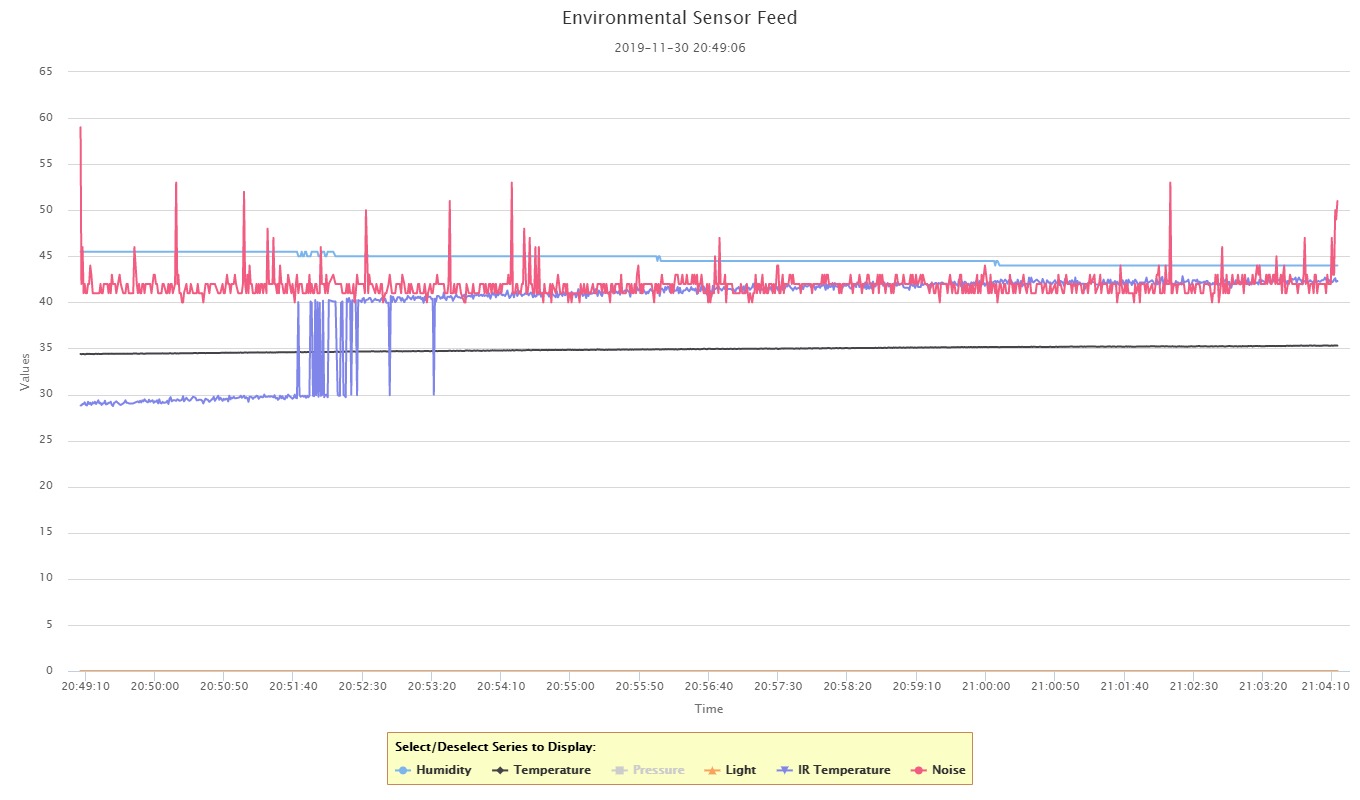 Environmental Sensor Feed
2019-11-30 20:49:06
65
60
55
50
45
40
35
30
25
20
15
10
5
0
Values
20:49:10 20:50:00 20:50:50 20:51:40 20:52:30 20:53:20 20:54:10 20:55:00 20:55:50 20:56:40 20:57:30 20:58:20 20:59:10 21:00:00 21:00:50 21:01:40 21:02:30 21:03:20 21:04:10
Time
Select/Deselect Series to Display:
Humidity Temperature Pressure Light IR Temperature Noise